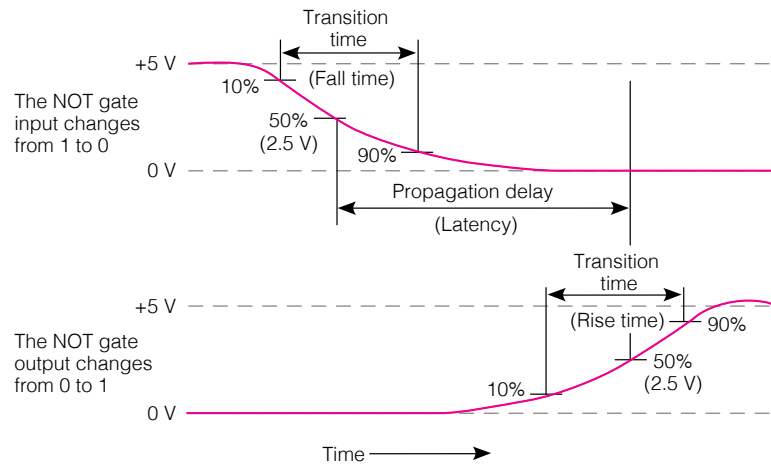 Transition
time
+5 V
(Fall time)
10%
The NOT gate
input changes
from 1 to 0
50%
(2.5 V)
90%
0 V
Propagation delay
(Latency)
Transition
time
+5 V
(Rise time)
90%
The NOT gate
output changes
from 0 to 1
50%
(2.5 V)
10%
0 V
Time